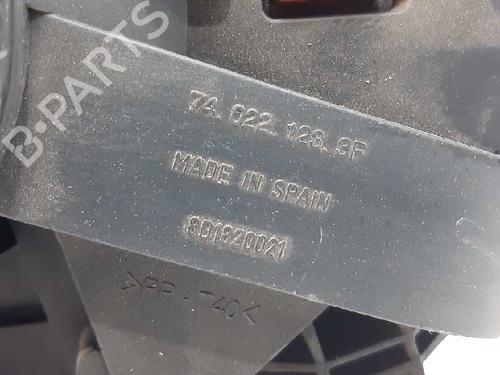 B-PARTS
74.022.128.3F
MADE IN SPAIN
8D1820021
>PP-T40<